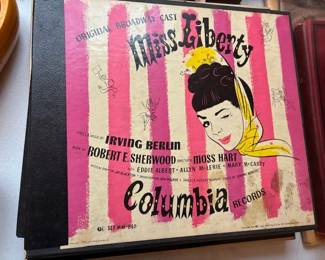 ORIGINAL BROADWAY CAST
Miss Liberty
IRVING BERLIN
ROBERT E. SHERWOOD
MOSS HART
WITH EDDIE ALBERT • ALLYN McLERIE • MARY McCARTY
Columbia
RECORDS